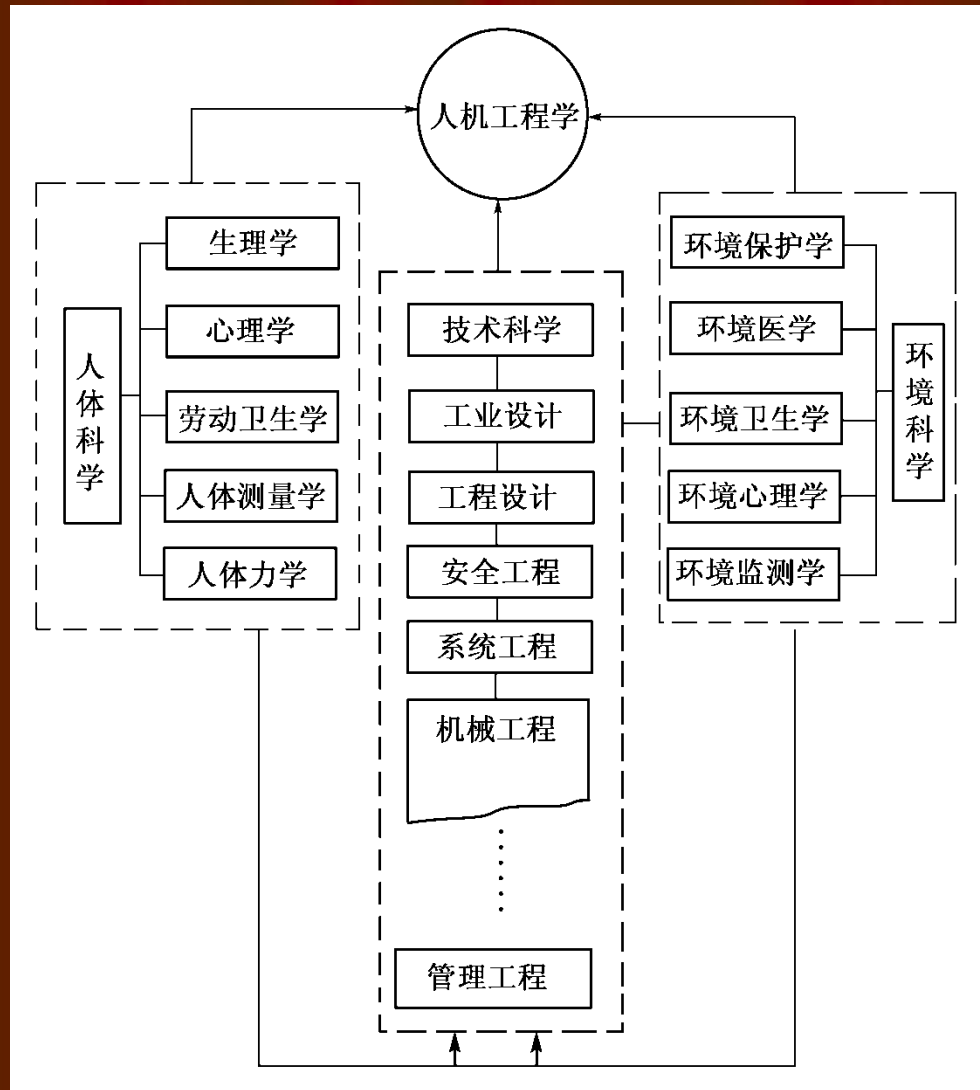 人机工程学
人体科学
生理学
心理学
劳动卫生学
人体测量学
人体力学
技术科学
工业设计
工程设计
安全工程
系统工程
机械工程
······
管理工程
环境保护学
环境医学
环境卫生学
环境心理学
环境监测学
环境科学